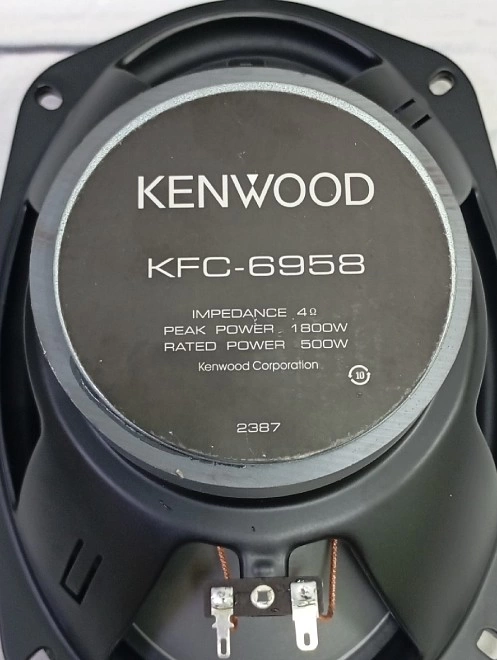 KENWOOD
KFC-6958
IMPEDANCE 4Ω
PEAK POWER 1800W
RATED POWER 500W
Kenwood Corporation
10
2387